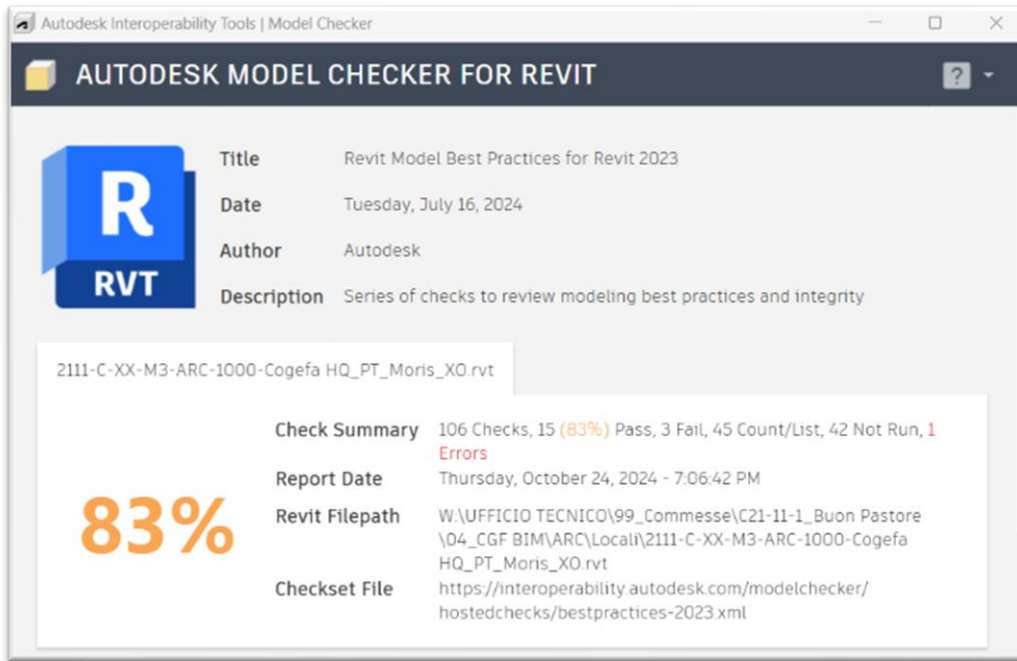 Autodesk Interoperability Tools | Model Checker
AUTODESK MODEL CHECKER FOR REVIT
?
R
RVT
Title Revit Model Best Practices for Revit 2023
Date Tuesday, July 16, 2024
Author Autodesk
Description Series of checks to review modeling best practices and integrity
2111-C-XX-M3-ARC-1000-Cogefa HQ_PT_Moris_XO.rvt
83%
Check Summary 106 Checks, 15 (83%) Pass, 3 Fail, 45 Count/List, 42 Not Run, 1
Errors
Report Date Thursday, October 24, 2024 - 7:06:42 PM
Revit Filepath W:\UFFICIO TECNICO\99_Commesse\C21-11-1_Buon Pastore
\04_CGF BIM\ARC\Locali\2111-C-XX-M3-ARC-1000-Cogefa
HQ_PT_Moris_XO.rvt
Checkset File https://interoperability.autodesk.com/modelchecker/
hostedchecks/bestpractices-2023.xml